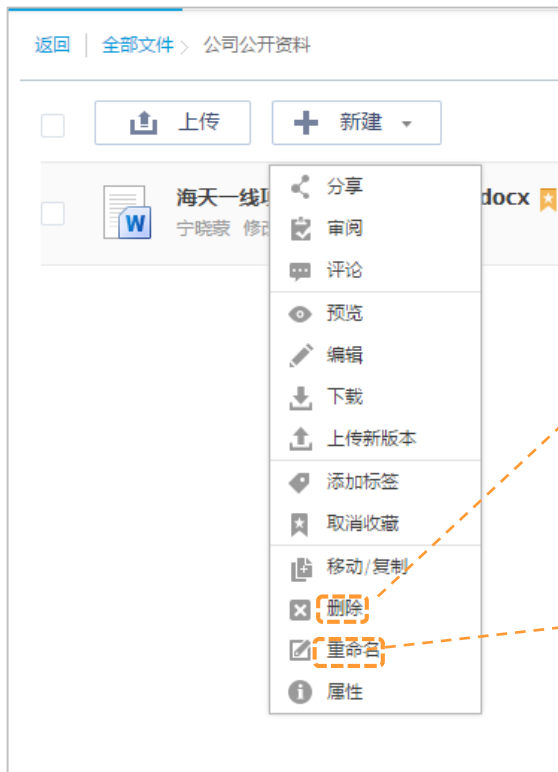 返回 全部文件 > 公司公开资料
上传 新建
海天一线 docx
宁晓蒙 修改
分享
审阅
评论
预览
编辑
下载
上传新版本
添加标签
取消收藏
移动/复制
删除
重命名
属性